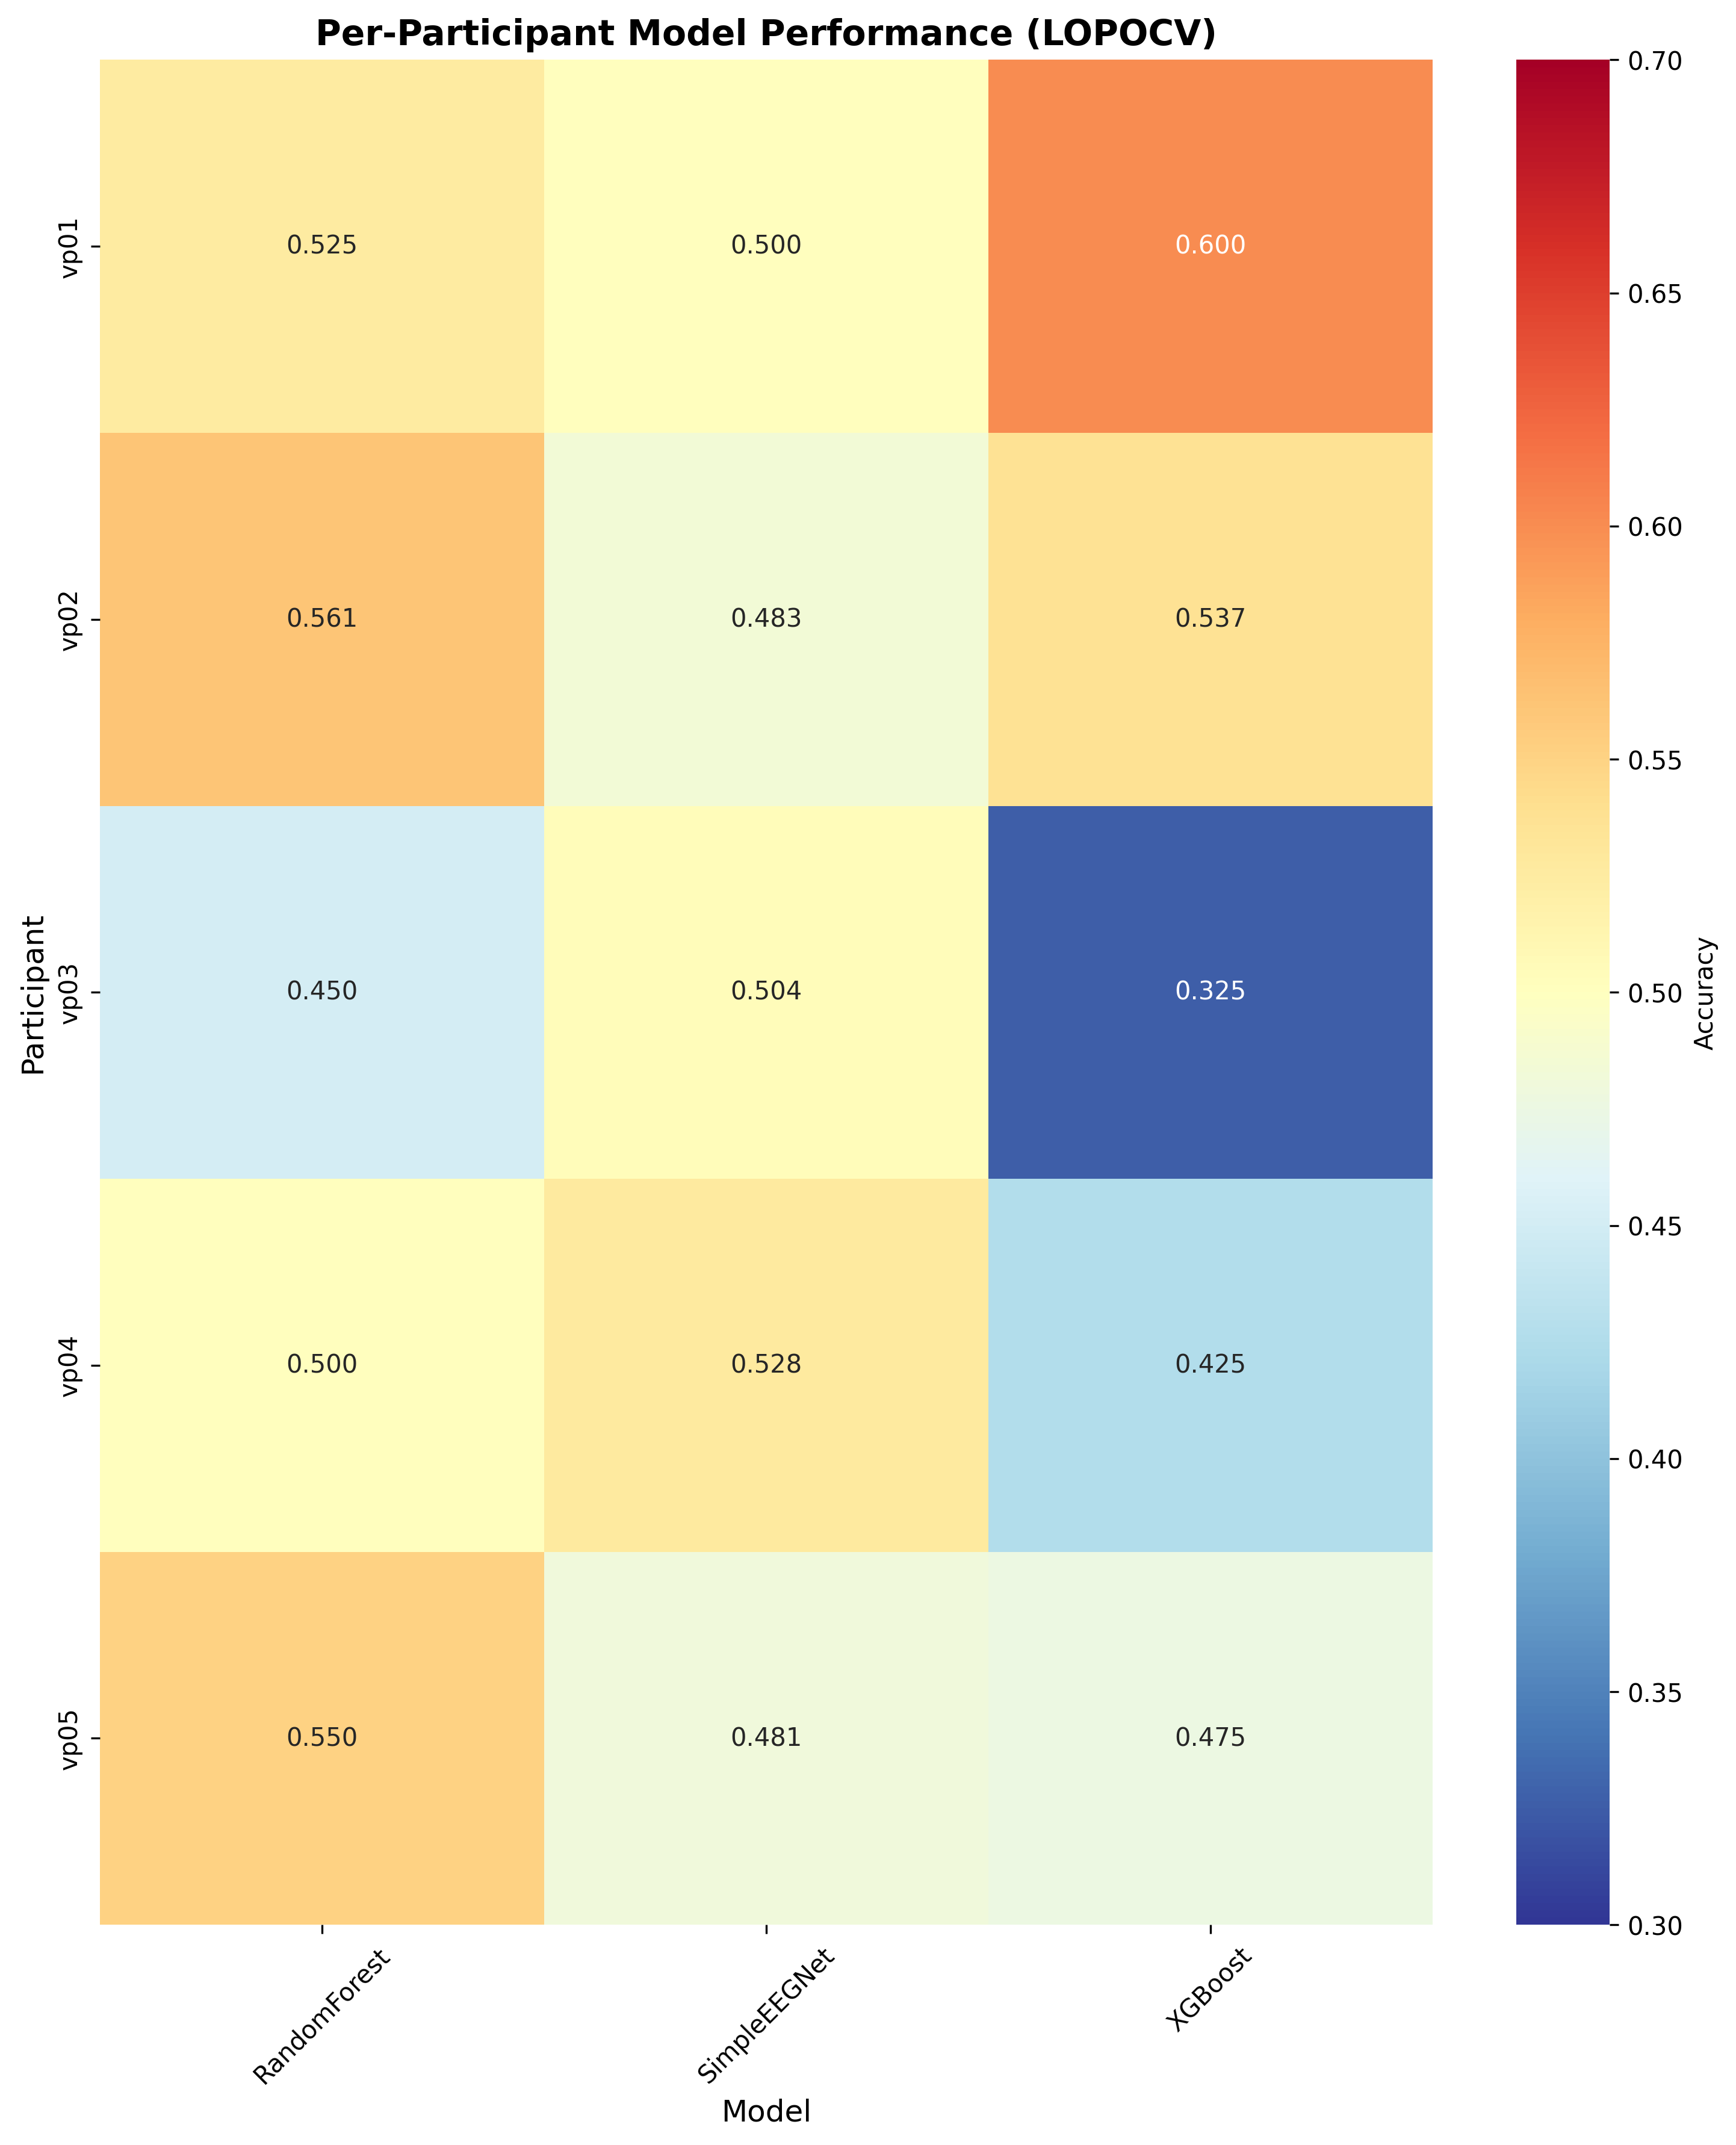 Per-Participant Model Performance (LOPOCV)
0.70
0.65
0.60
0.55
0.50
0.45
0.40
0.35
0.30
Accuracy
Participant
vp01
0.525
0.500
0.600
vp02
0.561
0.483
0.537
vp03
0.450
0.504
0.325
vp04
0.500
0.528
0.425
vp05
0.550
0.481
0.475
RandomForest
SimpleEEGNet
XGBoost
Model